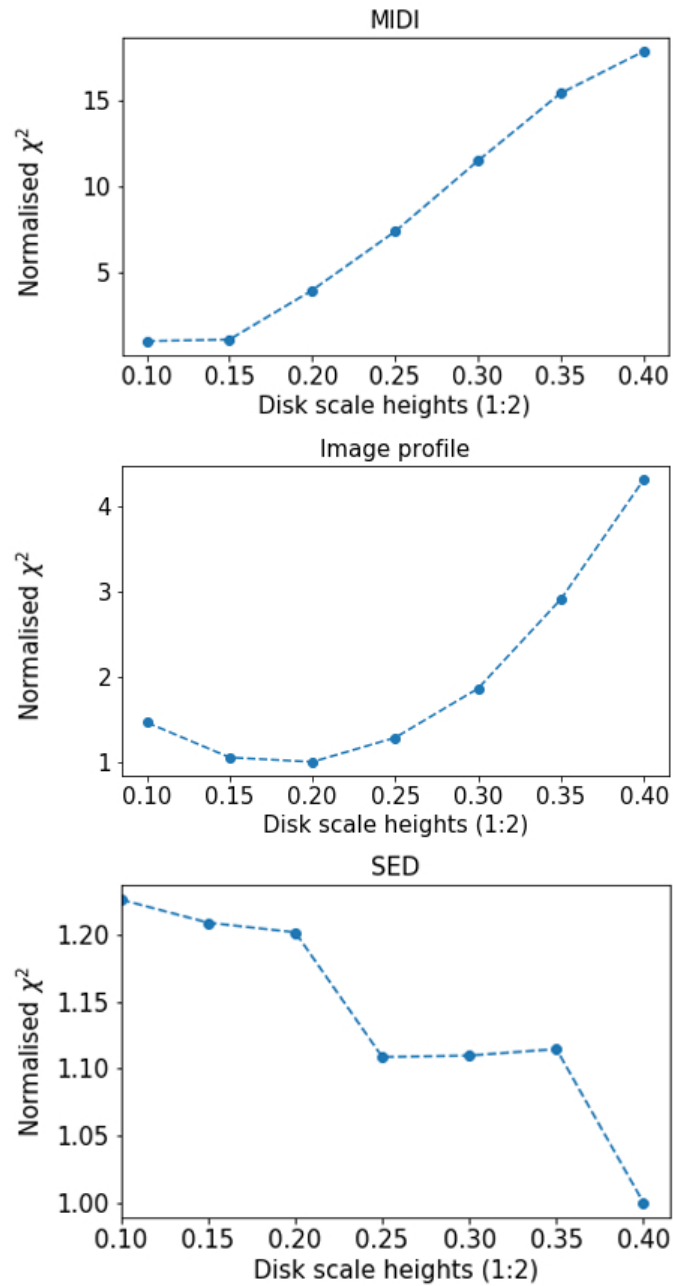 MIDI
Normalised χ²
15
10
5
0.10 0.15 0.20 0.25 0.30 0.35 0.40
Disk scale heights (1:2)
Image profile
Normalised χ²
4
3
2
1
0.10 0.15 0.20 0.25 0.30 0.35 0.40
Disk scale heights (1:2)
SED
Normalised χ²
1.20
1.15
1.10
1.05
1.00
0.10 0.15 0.20 0.25 0.30 0.35 0.40
Disk scale heights (1:2)